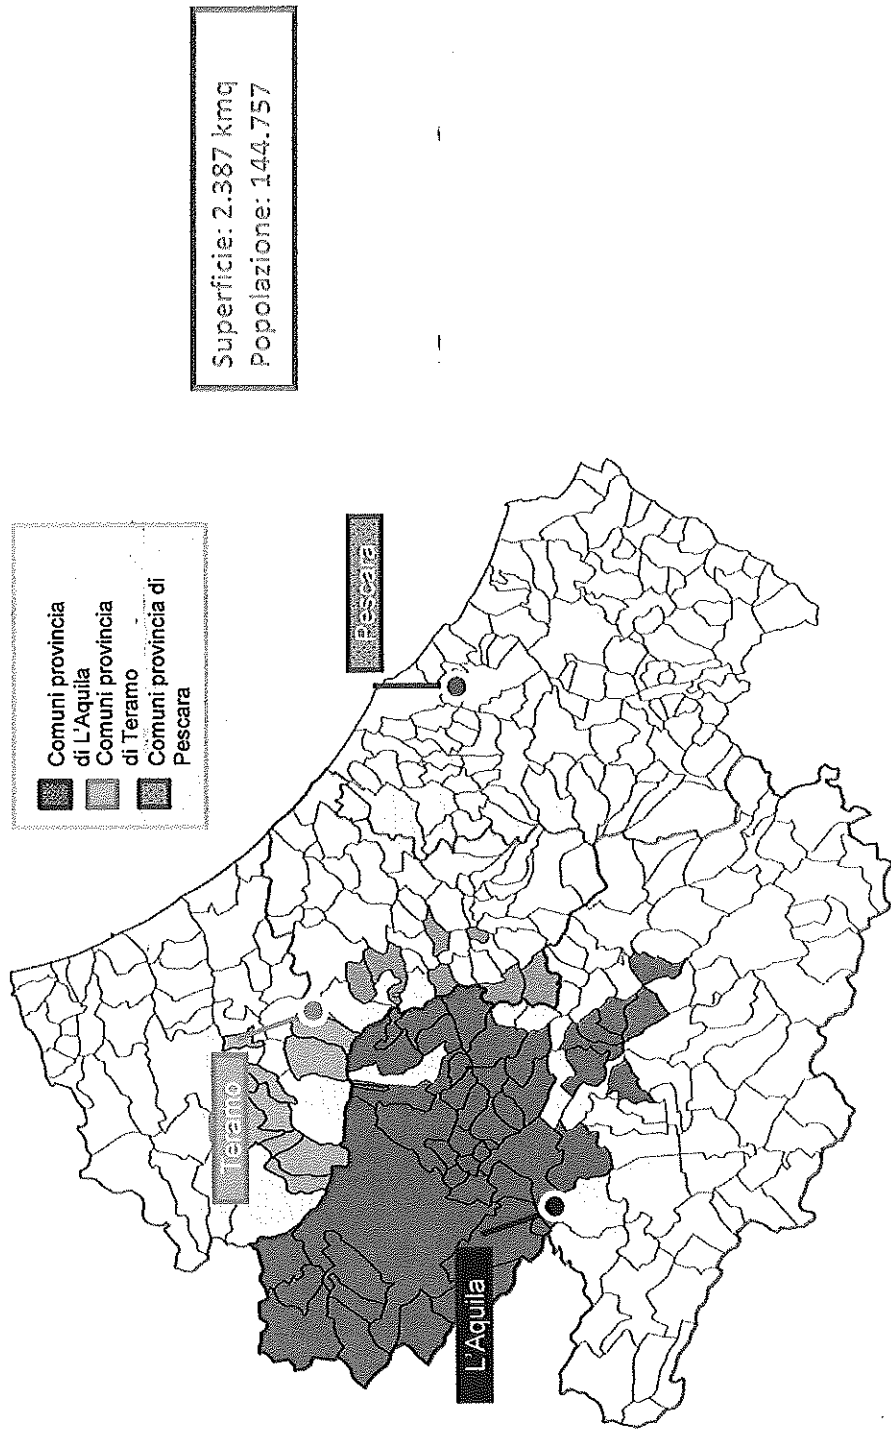 Comuni provincia
di L'Aquila
Comuni provincia
di Teramo
Comuni provincia di
Pescara
Superficie: 2.387 kmq
Popolazione: 144.757
Teramo
Pescara
L'Aquila